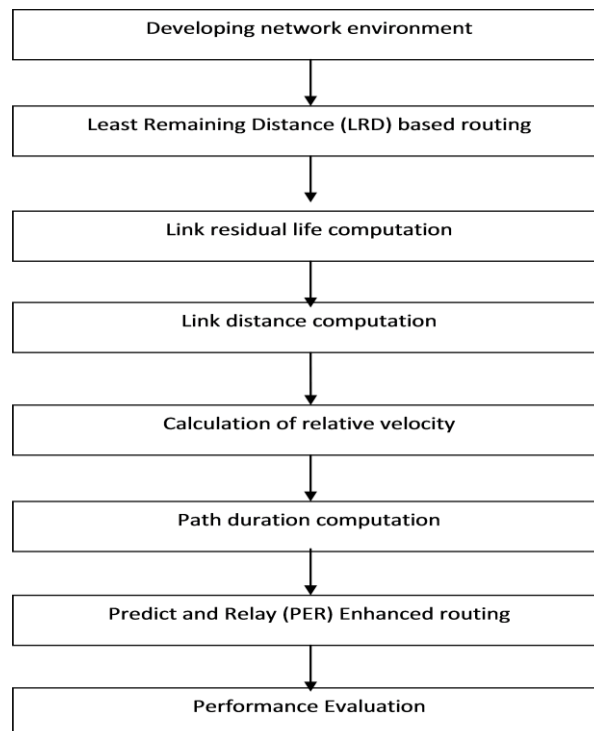 Developing network environment
Least Remaining Distance (LRD) based routing
Link residual life computation
Link distance computation
Calculation of relative velocity
Path duration computation
Predict and Relay (PER) Enhanced routing
Performance Evaluation